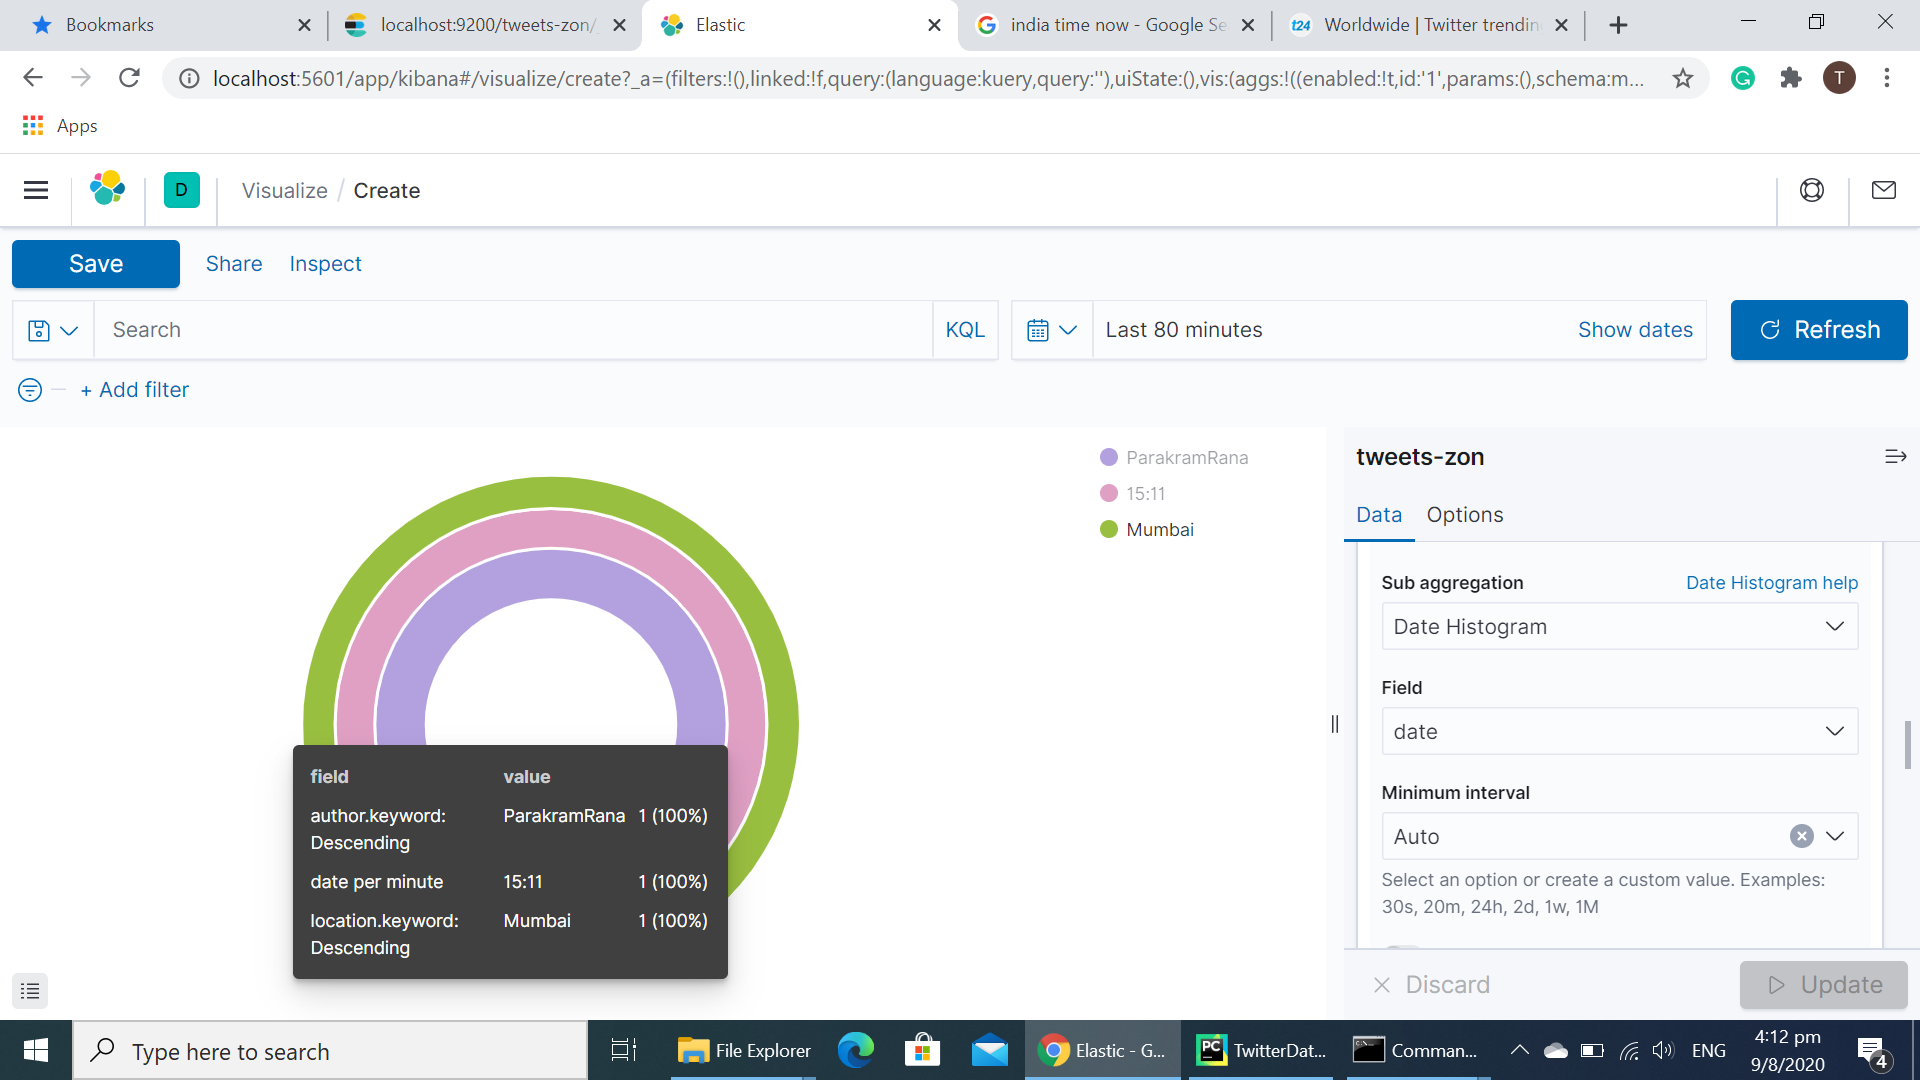 Bookmarks
localhost:9200/tweets-zon/
Elastic
india time now - Google Se
t24
Worldwide | Twitter trendin
localhost:5601/app/kibana#/visualize/create?_a=(filters:!(),linked:!f,query:(language:kuery,query:''),uiState:(),vis:(aggs:!((enabled:!t,id:'1',params:(),schema:m...
T
Apps
D
Visualize / Create
Save
Share
Inspect
Search
KQL
Last 80 minutes
Show dates
Refresh
+ Add filter
ParakramRana
15:11
Mumbai
field value
author.keyword: Descending ParakramRana 1 (100%)
date per minute 15:11 1 (100%)
location.keyword: Descending Mumbai 1 (100%)
tweets-zon
Data
Options
Sub aggregation
Date Histogram help
Date Histogram
Field
date
Minimum interval
Auto
Select an option or create a custom value. Examples:
30s, 20m, 24h, 2d, 1w, 1M
Discard
Update
Type here to search
File Explorer
Elastic - G...
PC
TwitterDat...
Comman...
ENG
4:12 pm
9/8/2020
4